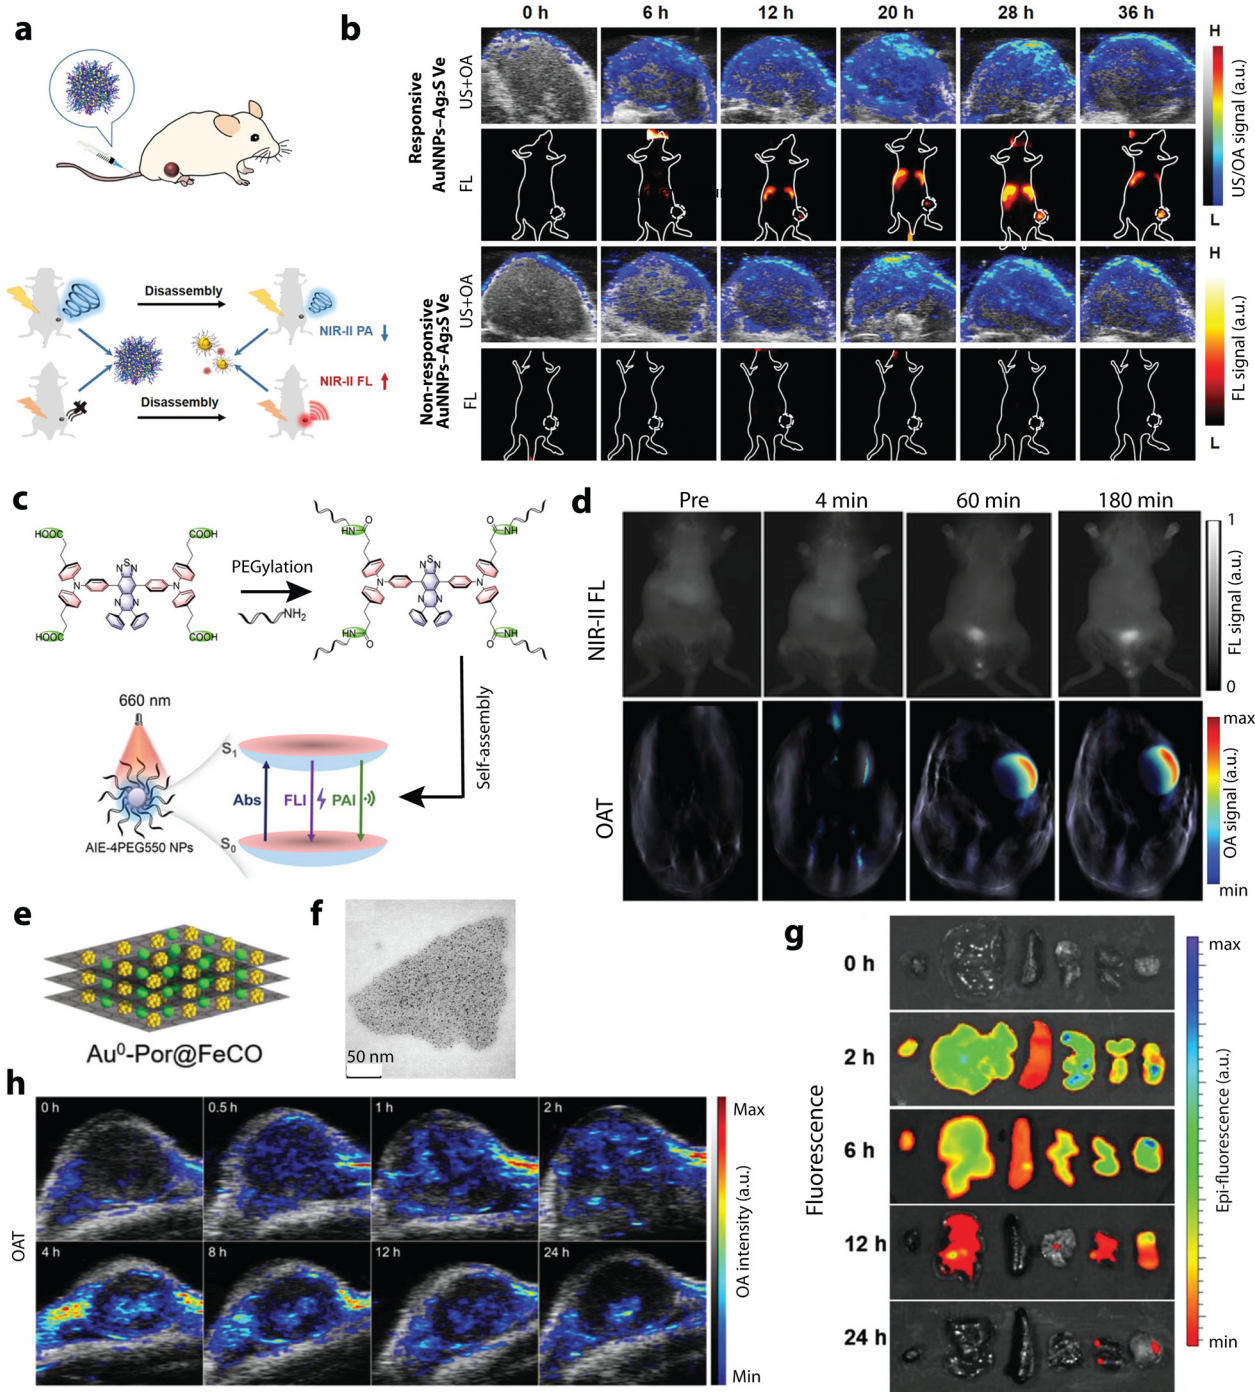 a
Disassembly
NIR-II PA
NIR-II FL
Disassembly
b
0 h
6 h
12 h
20 h
28 h
36 h
Responsive
AuNNPs–Ag₂S Ve
US+OA
FL
Non-responsive
AuNNPs–Ag₂S Ve
US+OA
FL
H
US/OA signal (a.u.)
L
H
FL signal (a.u.)
L
c
HOOC
COOH
HOOC
COOH
N
S
N
N
N
N
N
PEGylation
NH₂
HN
O
O
NH
HN
O
O
NH
N
S
N
N
N
N
N
Self-assembly
660 nm
AIE-4PEG550 NPs
S₁
Abs
FLI
PAI
S₀
d
Pre
4 min
60 min
180 min
NIR-II FL
1
FL signal (a.u.)
0
OAT
max
OA signal (a.u.)
min
e
Au⁰-Por@FeCO
f
50 nm
g
Fluorescence
0 h
2 h
6 h
12 h
24 h
max
Epi-fluorescence (a.u.)
min
h
OAT
0 h
0.5 h
1 h
2 h
4 h
8 h
12 h
24 h
Max
OA intensity (a.u.)
Min